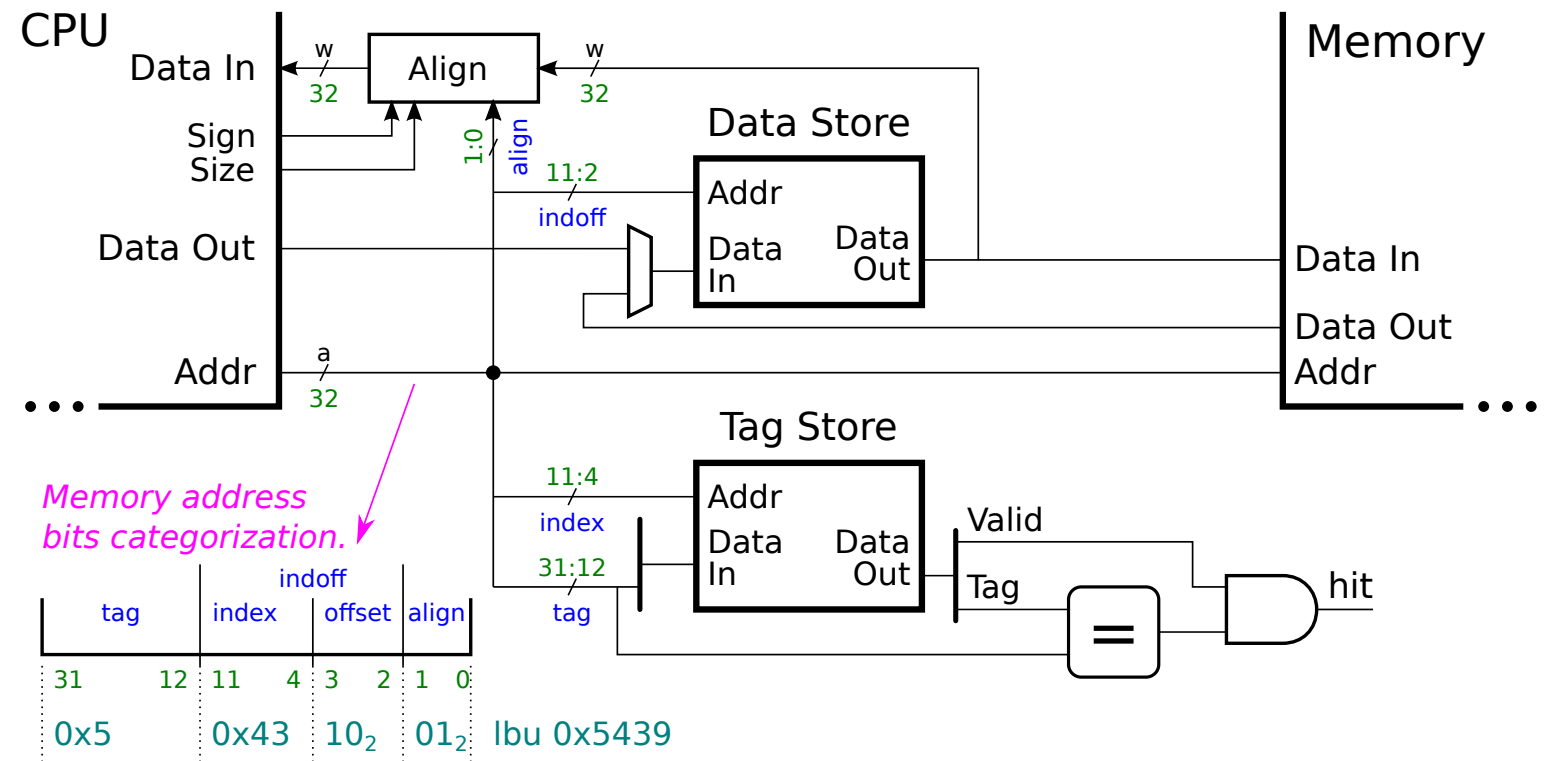 CPU
Memory
Data In
w
32
Align
w
32
Sign
Size
1:0
align
Data Store
11:2
indoff
Addr
Data In
Data Out
Data Out
Data In
Data Out
Addr
a
32
Addr
Tag Store
Memory address
bits categorization.
11:4
index
Addr
Data In
Data Out
31:12
tag
Valid
Tag
=
hit
indoff
tag index offset align
31 12 11 4 3 2 1 0
0x5 0x43 10₂ 01₂ lbu 0x5439